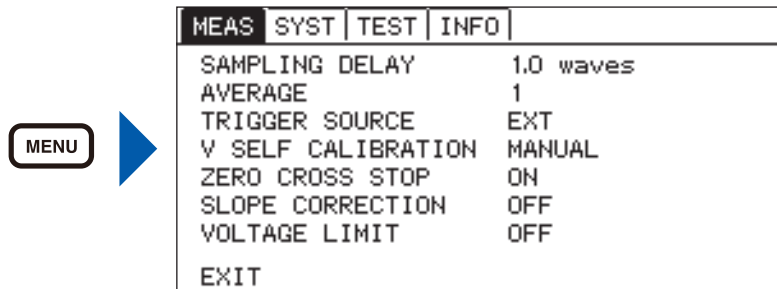 MENU
MEAS SYST TEST INFO
SAMPLING DELAY 1.0 waves
AVERAGE 1
TRIGGER SOURCE EXT
V SELF CALIBRATION MANUAL
ZERO CROSS STOP ON
SLOPE CORRECTION OFF
VOLTAGE LIMIT OFF
EXIT